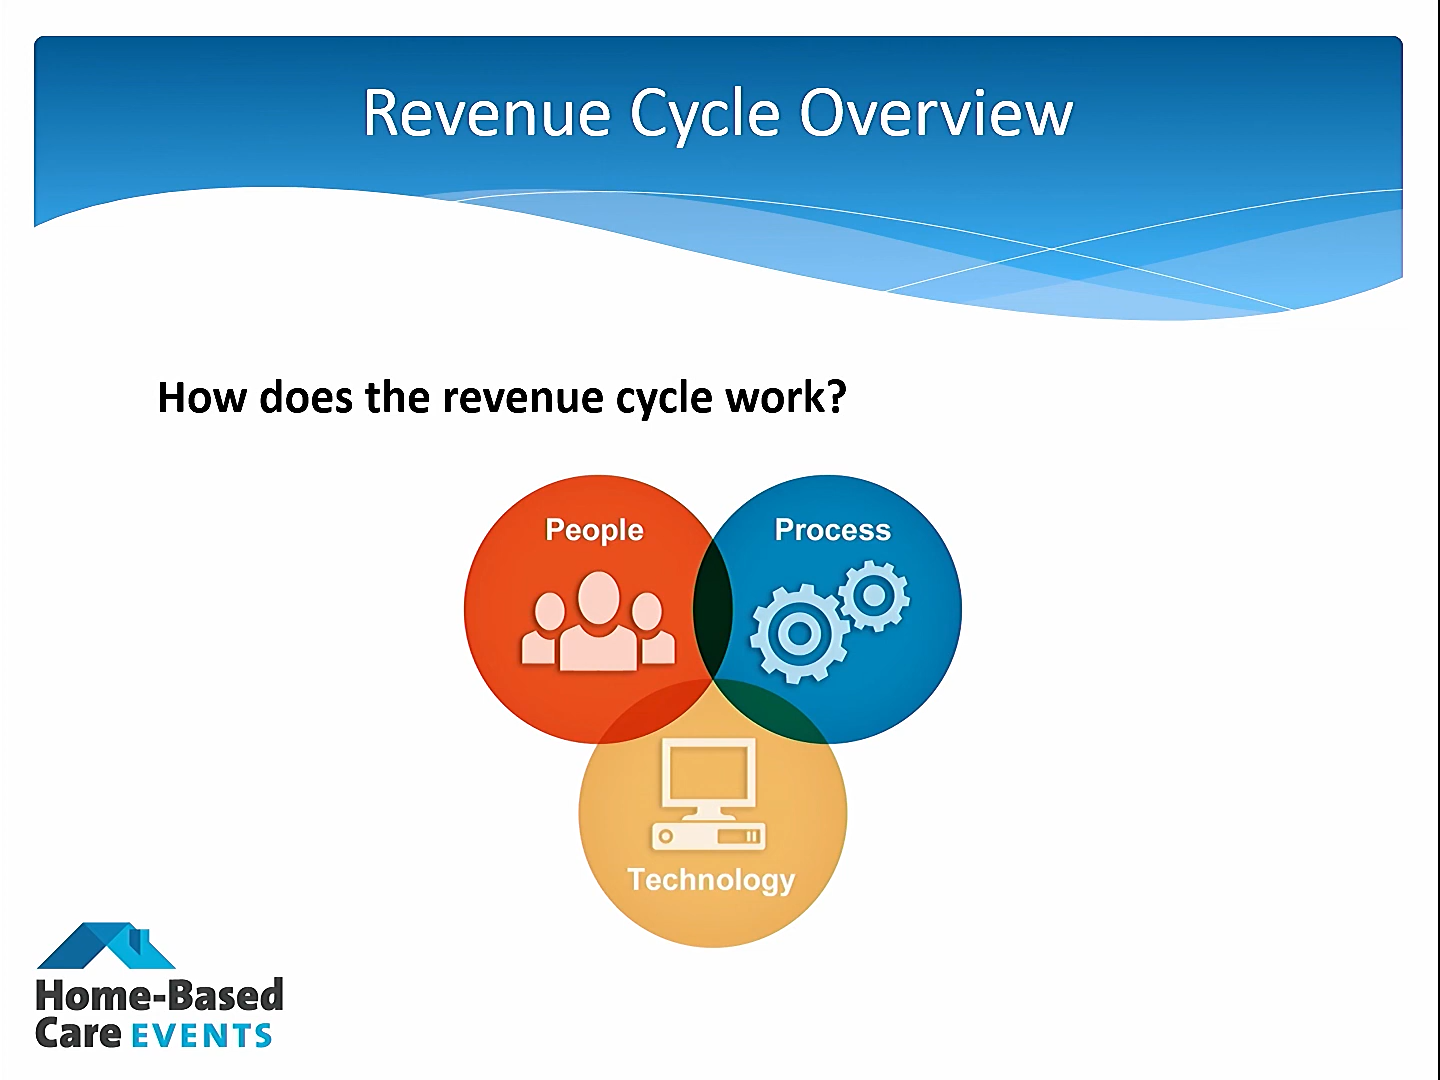 Revenue Cycle Overview
How does the revenue cycle work?
People
Process
Technology
Home-Based
Care EVENTS